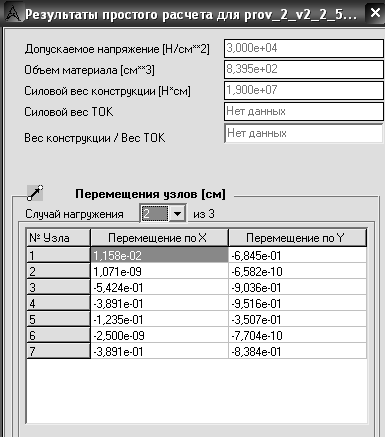 Результаты простого расчета для prov_2_v2_2_5...
Допускаемое напряжение [Н/см**2] 3,000e+04
Объем материала [см**3] 8,395e+02
Силовой вес конструкции [Н*см] 1,900e+07
Силовой вес ТОК Нет данных
Вес конструкции / Вес ТОК Нет данных
Перемещения узлов [см]
Случай нагружения 2 из 3
№ Узла Перемещение по X Перемещение по Y
1 1,158e-02 -6,845e-01
2 1,071e-09 -6,582e-10
3 -5,424e-01 -9,036e-01
4 -3,891e-01 -9,516e-01
5 -1,235e-01 -3,507e-01
6 -2,500e-09 -7,704e-10
7 -3,891e-01 -8,384e-01